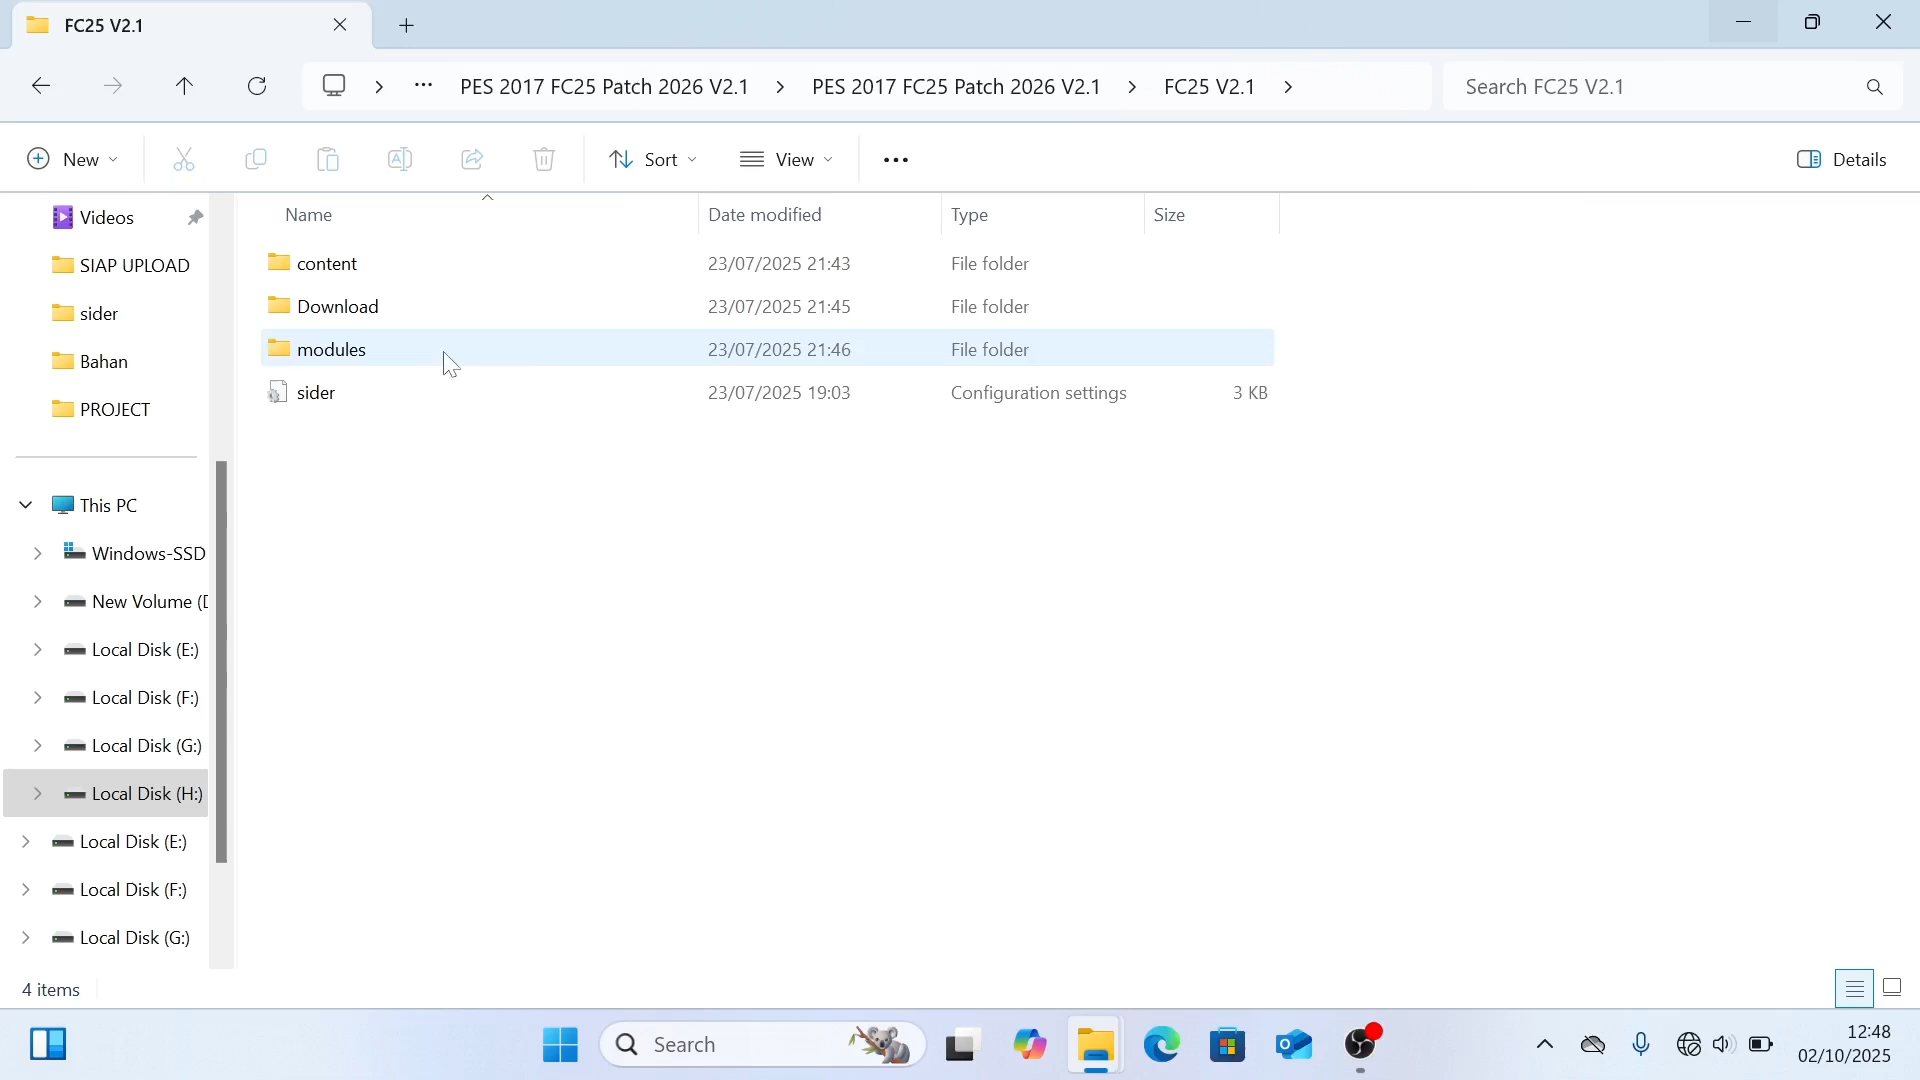 FC25 V2.1
PES 2017 FC25 Patch 2026 V2.1 PES 2017 FC25 Patch 2026 V2.1 FC25 V2.1 Search FC25 V2.1
New Sort View Details
Name Date modified Type Size
Videos
SIAP UPLOAD
sider
Bahan
PROJECT
This PC
Windows-SSD
New Volume (D
Local Disk (E:)
Local Disk (F:)
Local Disk (G:)
Local Disk (H:)
Local Disk (E:)
Local Disk (F:)
Local Disk (G:)
content 23/07/2025 21:43 File folder
Download 23/07/2025 21:45 File folder
modules 23/07/2025 21:46 File folder
sider 23/07/2025 19:03 Configuration settings 3 KB
4 items
Search
12:48
02/10/2025